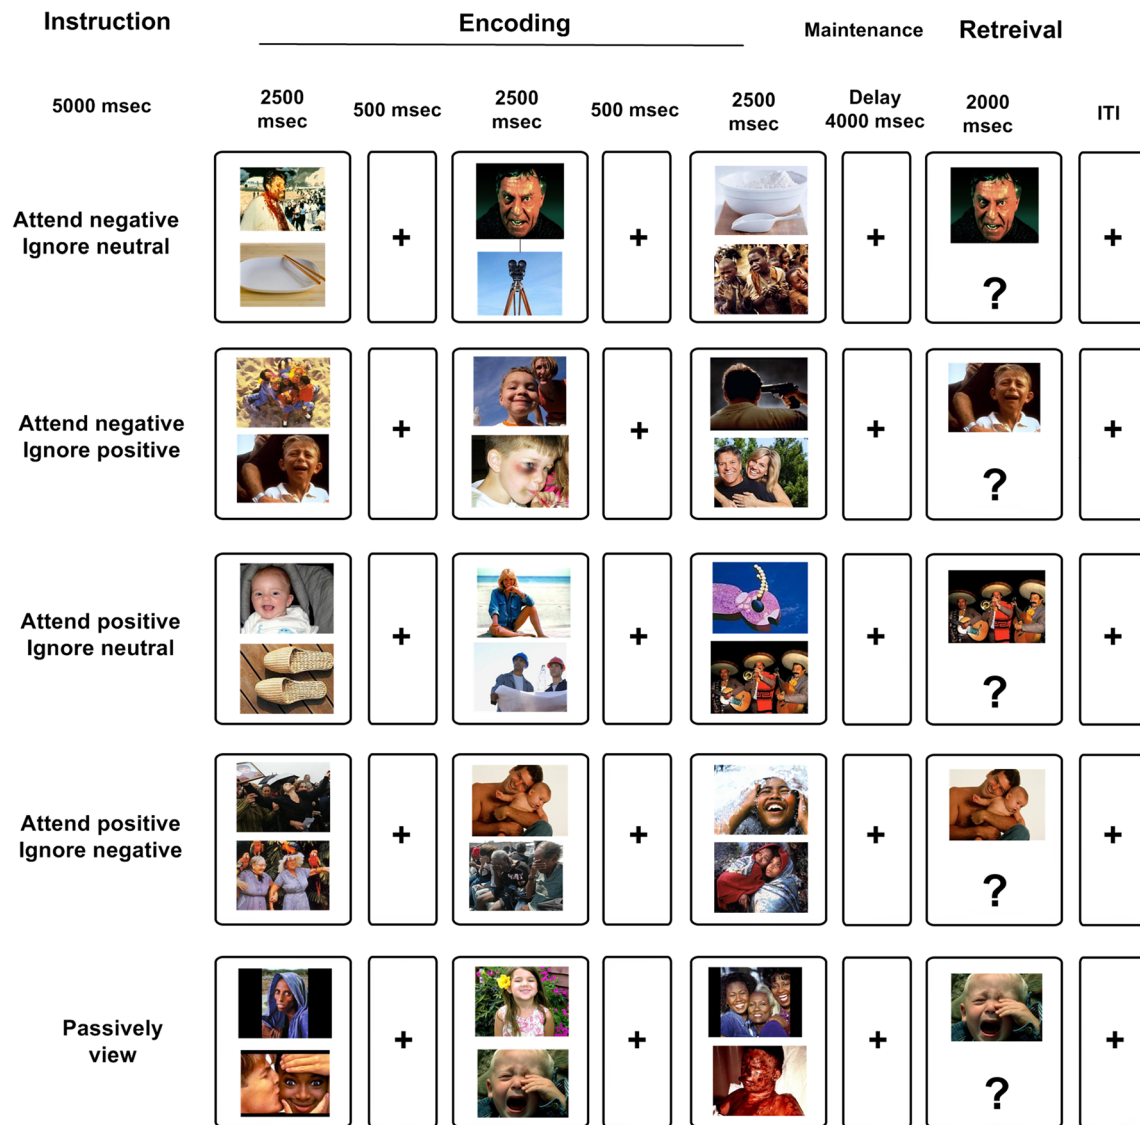 Instruction
Encoding
Maintenance
Retreival
5000 msec
2500
msec
500 msec
2500
msec
500 msec
2500
msec
Delay
4000 msec
2000
msec
ITI
Attend negative
Ignore neutral
+
+
+
?
+
Attend negative
Ignore positive
+
+
+
?
+
Attend positive
Ignore neutral
+
+
+
?
+
Attend positive
Ignore negative
+
+
+
?
+
Passively
view
+
+
+
?
+